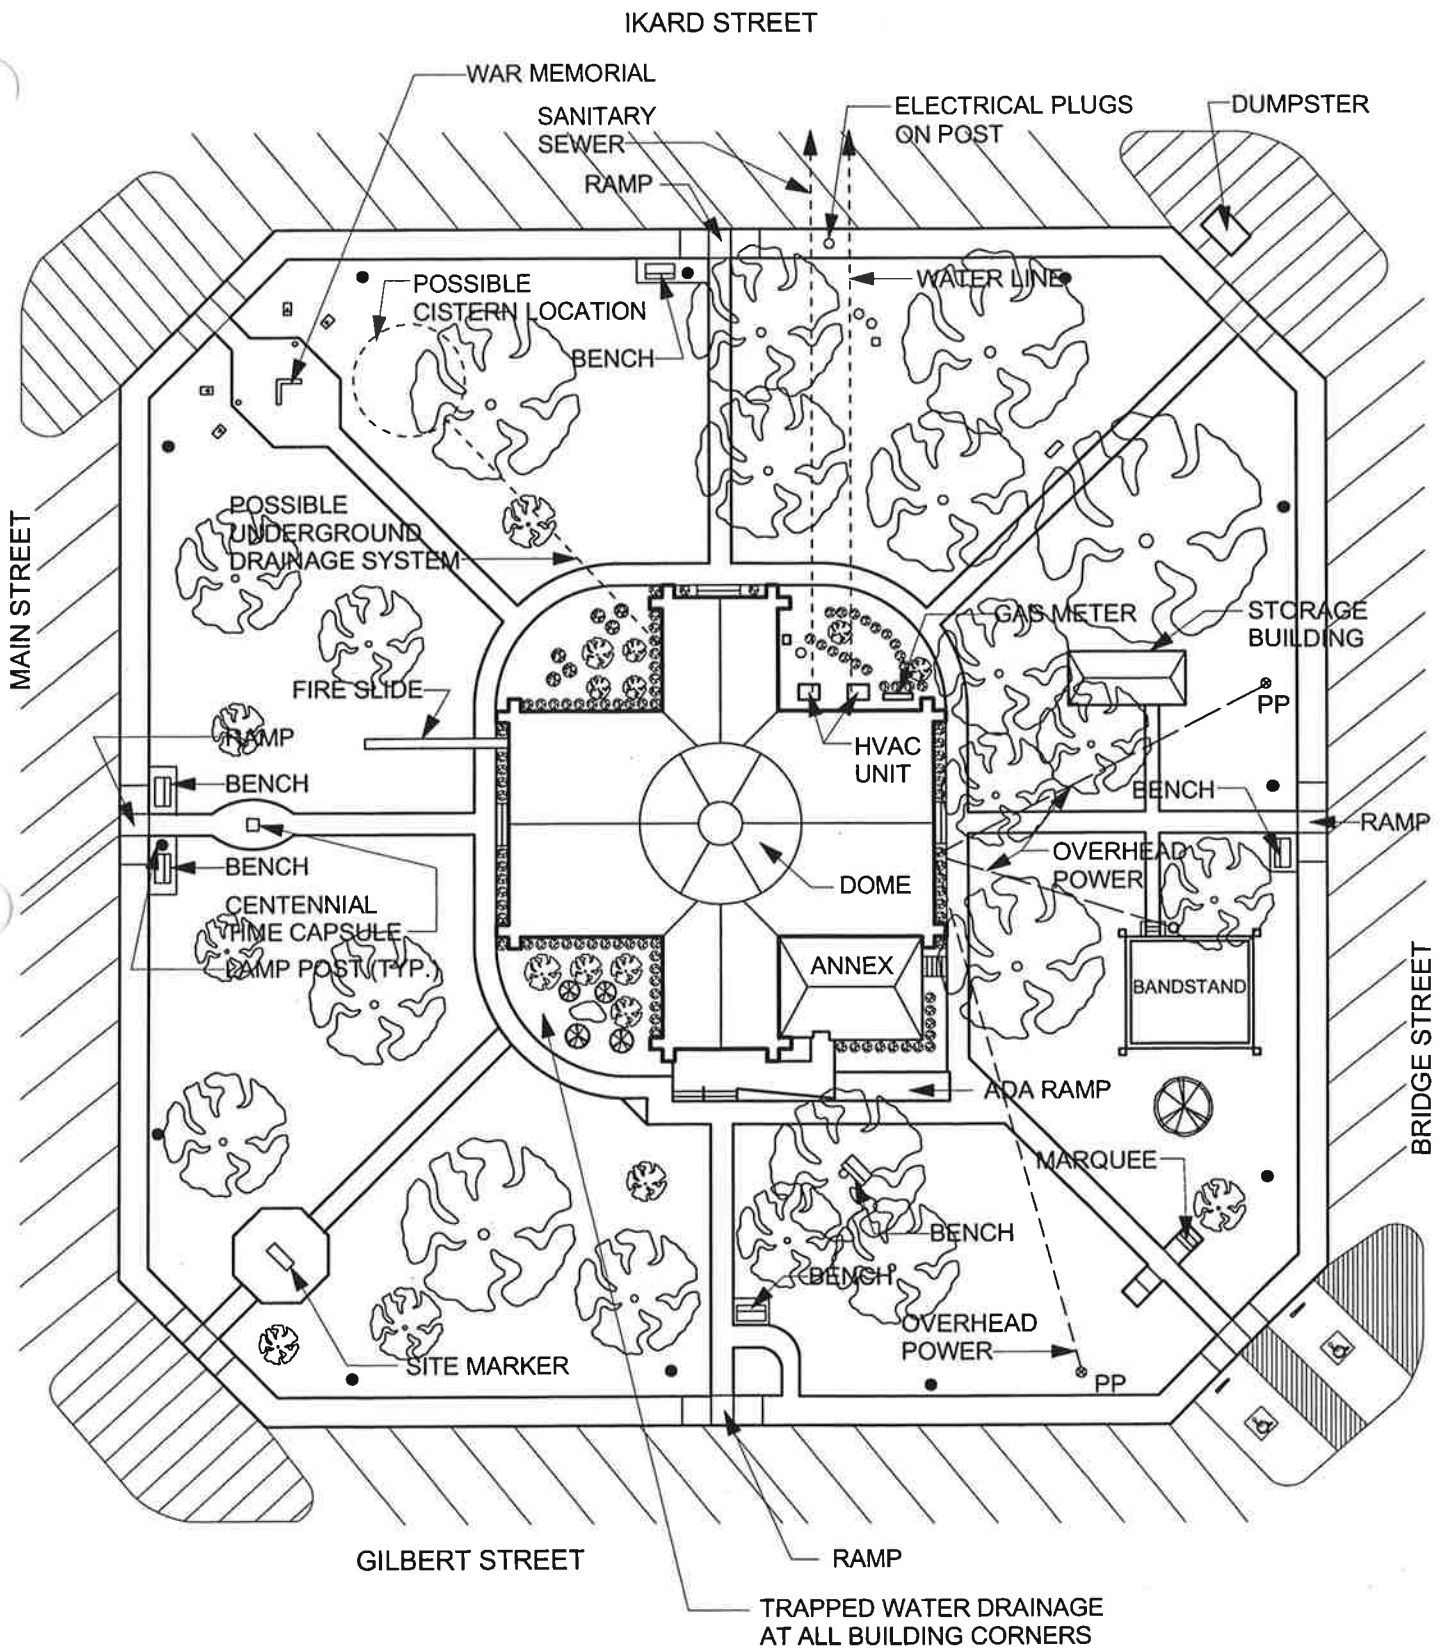 IKARD STREET
WAR MEMORIAL
SANITARY
SEWER
ELECTRICAL PLUGS
ON POST
DUMPSTER
RAMP
POSSIBLE
CISTERN LOCATION
WATER LINE
BENCH
POSSIBLE
UNDERGROUND
DRAINAGE SYSTEM
MAIN STREET
GAS METER
STORAGE
BUILDING
FIRE SLIDE
PP
RAMP
HVAC
UNIT
BENCH
BENCH
RAMP
OVERHEAD
POWER
BENCH
DOME
CENTENNIAL
TIME CAPSULE
LAMP POST (TYP.)
ANNEX
BANDSTAND
BRIDGE STREET
ADA RAMP
MARQUEE
BENCH
BENCH
OVERHEAD
POWER
SITE MARKER
PP
GILBERT STREET
RAMP
TRAPPED WATER DRAINAGE
AT ALL BUILDING CORNERS